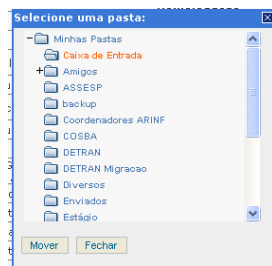 Selecione uma pasta:
Minhas Pastas
Caixa de Entrada
Amigos
ASSESP
backup
Coordenadores ARINF
COSBA
DETRAN
DETRAN Migracao
Diversos
Enviados
Estágio
Mover Fechar